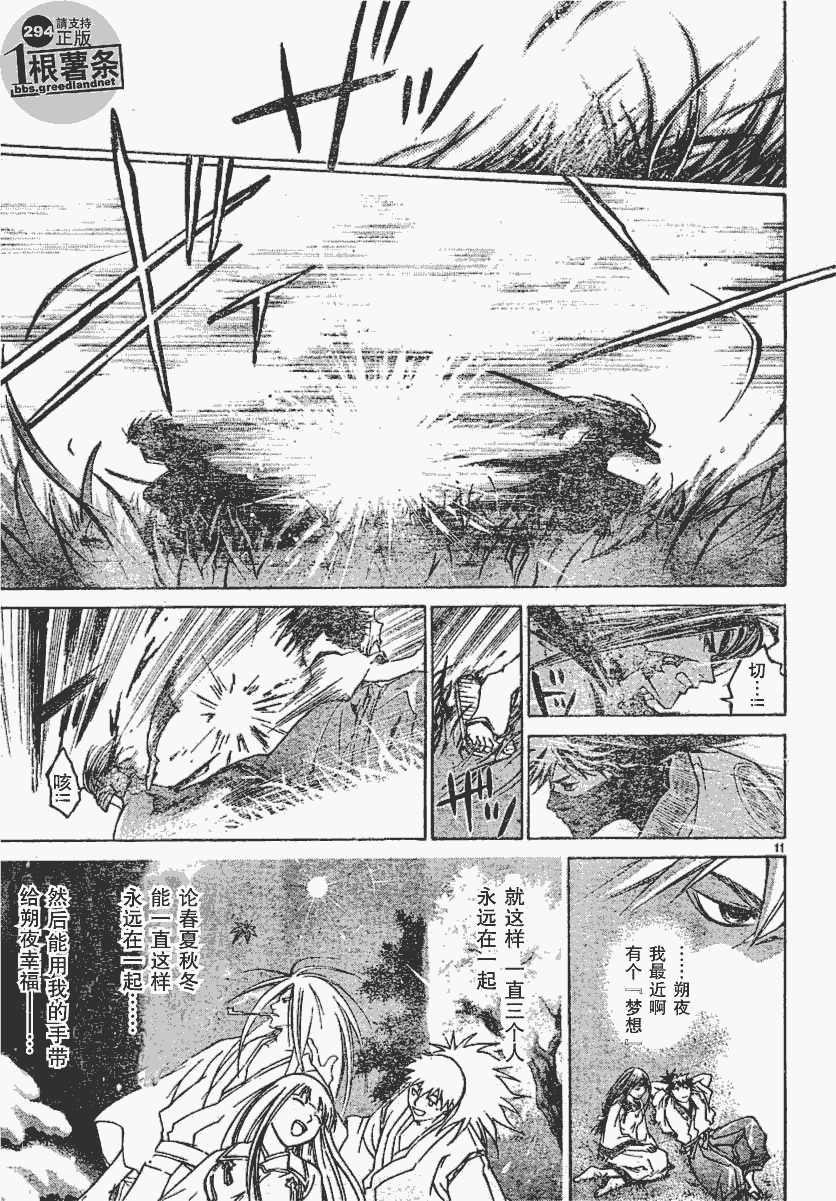 294
請支持
正版
1根薯条
bbs.greedlandnet
切…!!
ドッ
ザザッ
咳!!
11
……朔夜
我最近啊
有个『梦想』
就这样 一直三个人
永远在一起
论春夏秋冬
能一直这样
永远在一起……
然后能用我的手带
给朔夜幸福——…